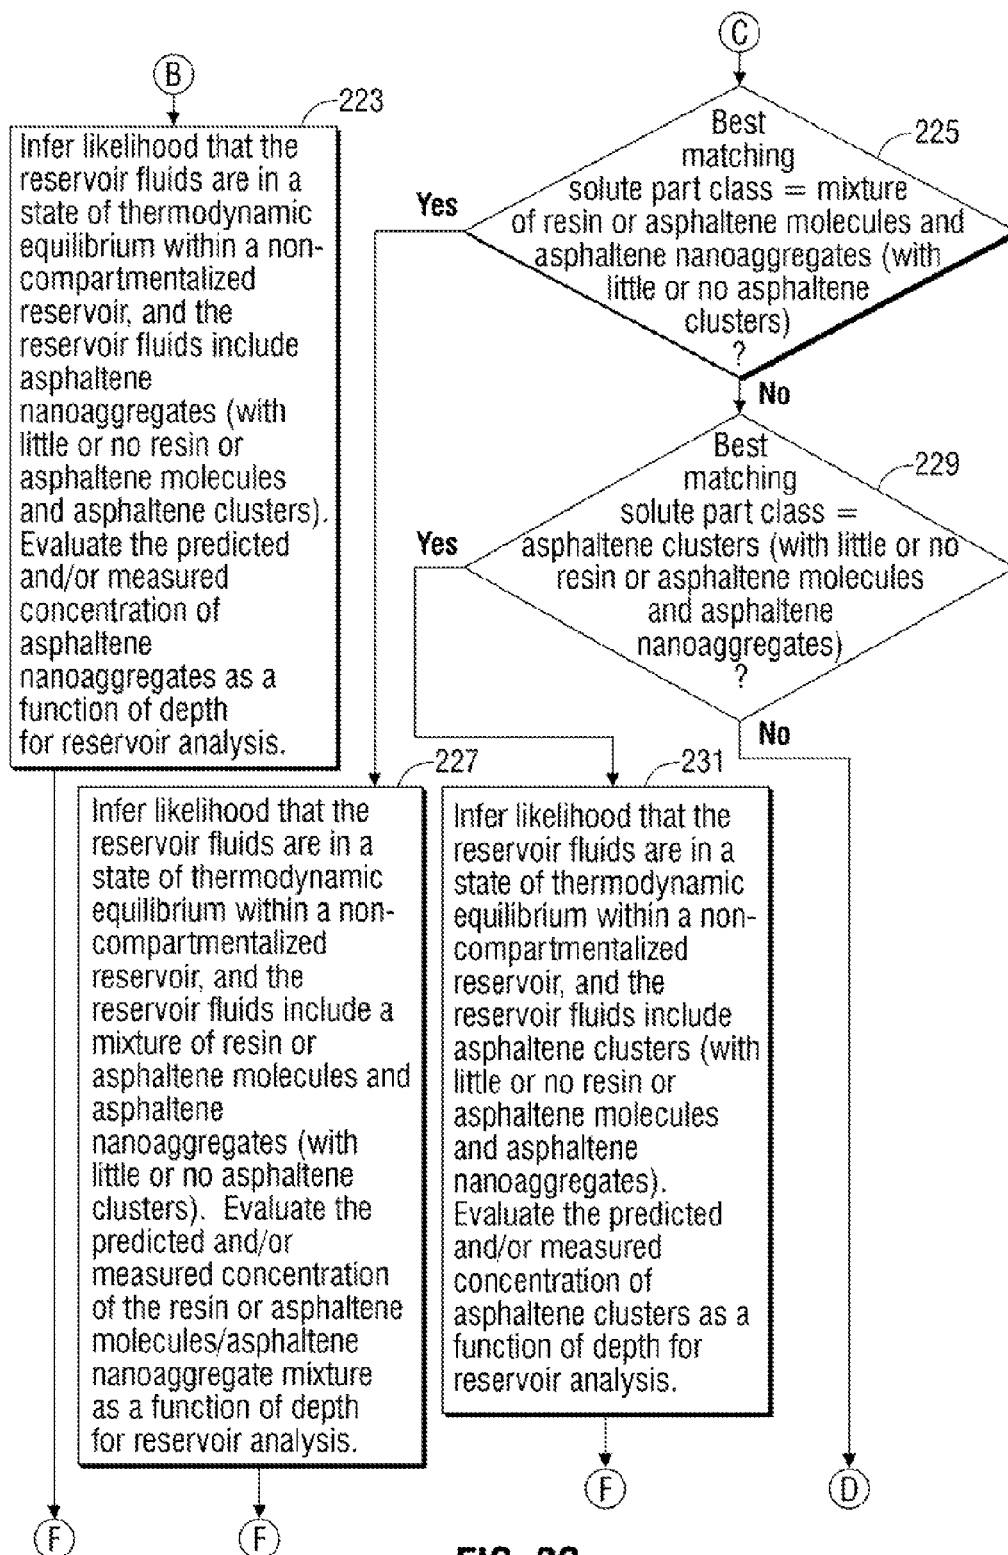 B
223
Infer likelihood that the
reservoir fluids are in a
state of thermodynamic
equilibrium within a non-
compartmentalized
reservoir, and the
reservoir fluids include
asphaltene
nanoaggregates (with
little or no resin or
asphaltene molecules
and asphaltene clusters).
Evaluate the predicted
and/or measured
concentration of
asphaltene
nanoaggregates as a
function of depth
for reservoir analysis.
F
C
225
Best
matching
solute part class = mixture
of resin or asphaltene molecules and
asphaltene nanoaggregates (with
little or no asphaltene
clusters)
?
Yes
No
229
Best
matching
solute part class =
asphaltene clusters (with little or no
resin or asphaltene molecules
and asphaltene
nanoaggregates)
?
Yes
No
227
Infer likelihood that the
reservoir fluids are in a
state of thermodynamic
equilibrium within a non-
compartmentalized
reservoir, and the
reservoir fluids include a
mixture of resin or
asphaltene molecules and
asphaltene
nanoaggregates (with
little or no asphaltene
clusters). Evaluate the
predicted and/or
measured concentration
of the resin or asphaltene
molecules/asphaltene
nanoaggregate mixture
as a function of depth
for reservoir analysis.
F
231
Infer likelihood that the
reservoir fluids are in a
state of thermodynamic
equilibrium within a non-
compartmentalized
reservoir, and the
reservoir fluids include
asphaltene clusters (with
little or no resin or
asphaltene molecules
and asphaltene
nanoaggregates).
Evaluate the predicted
and/or measured
concentration of
asphaltene clusters as a
function of depth for
reservoir analysis.
F
D